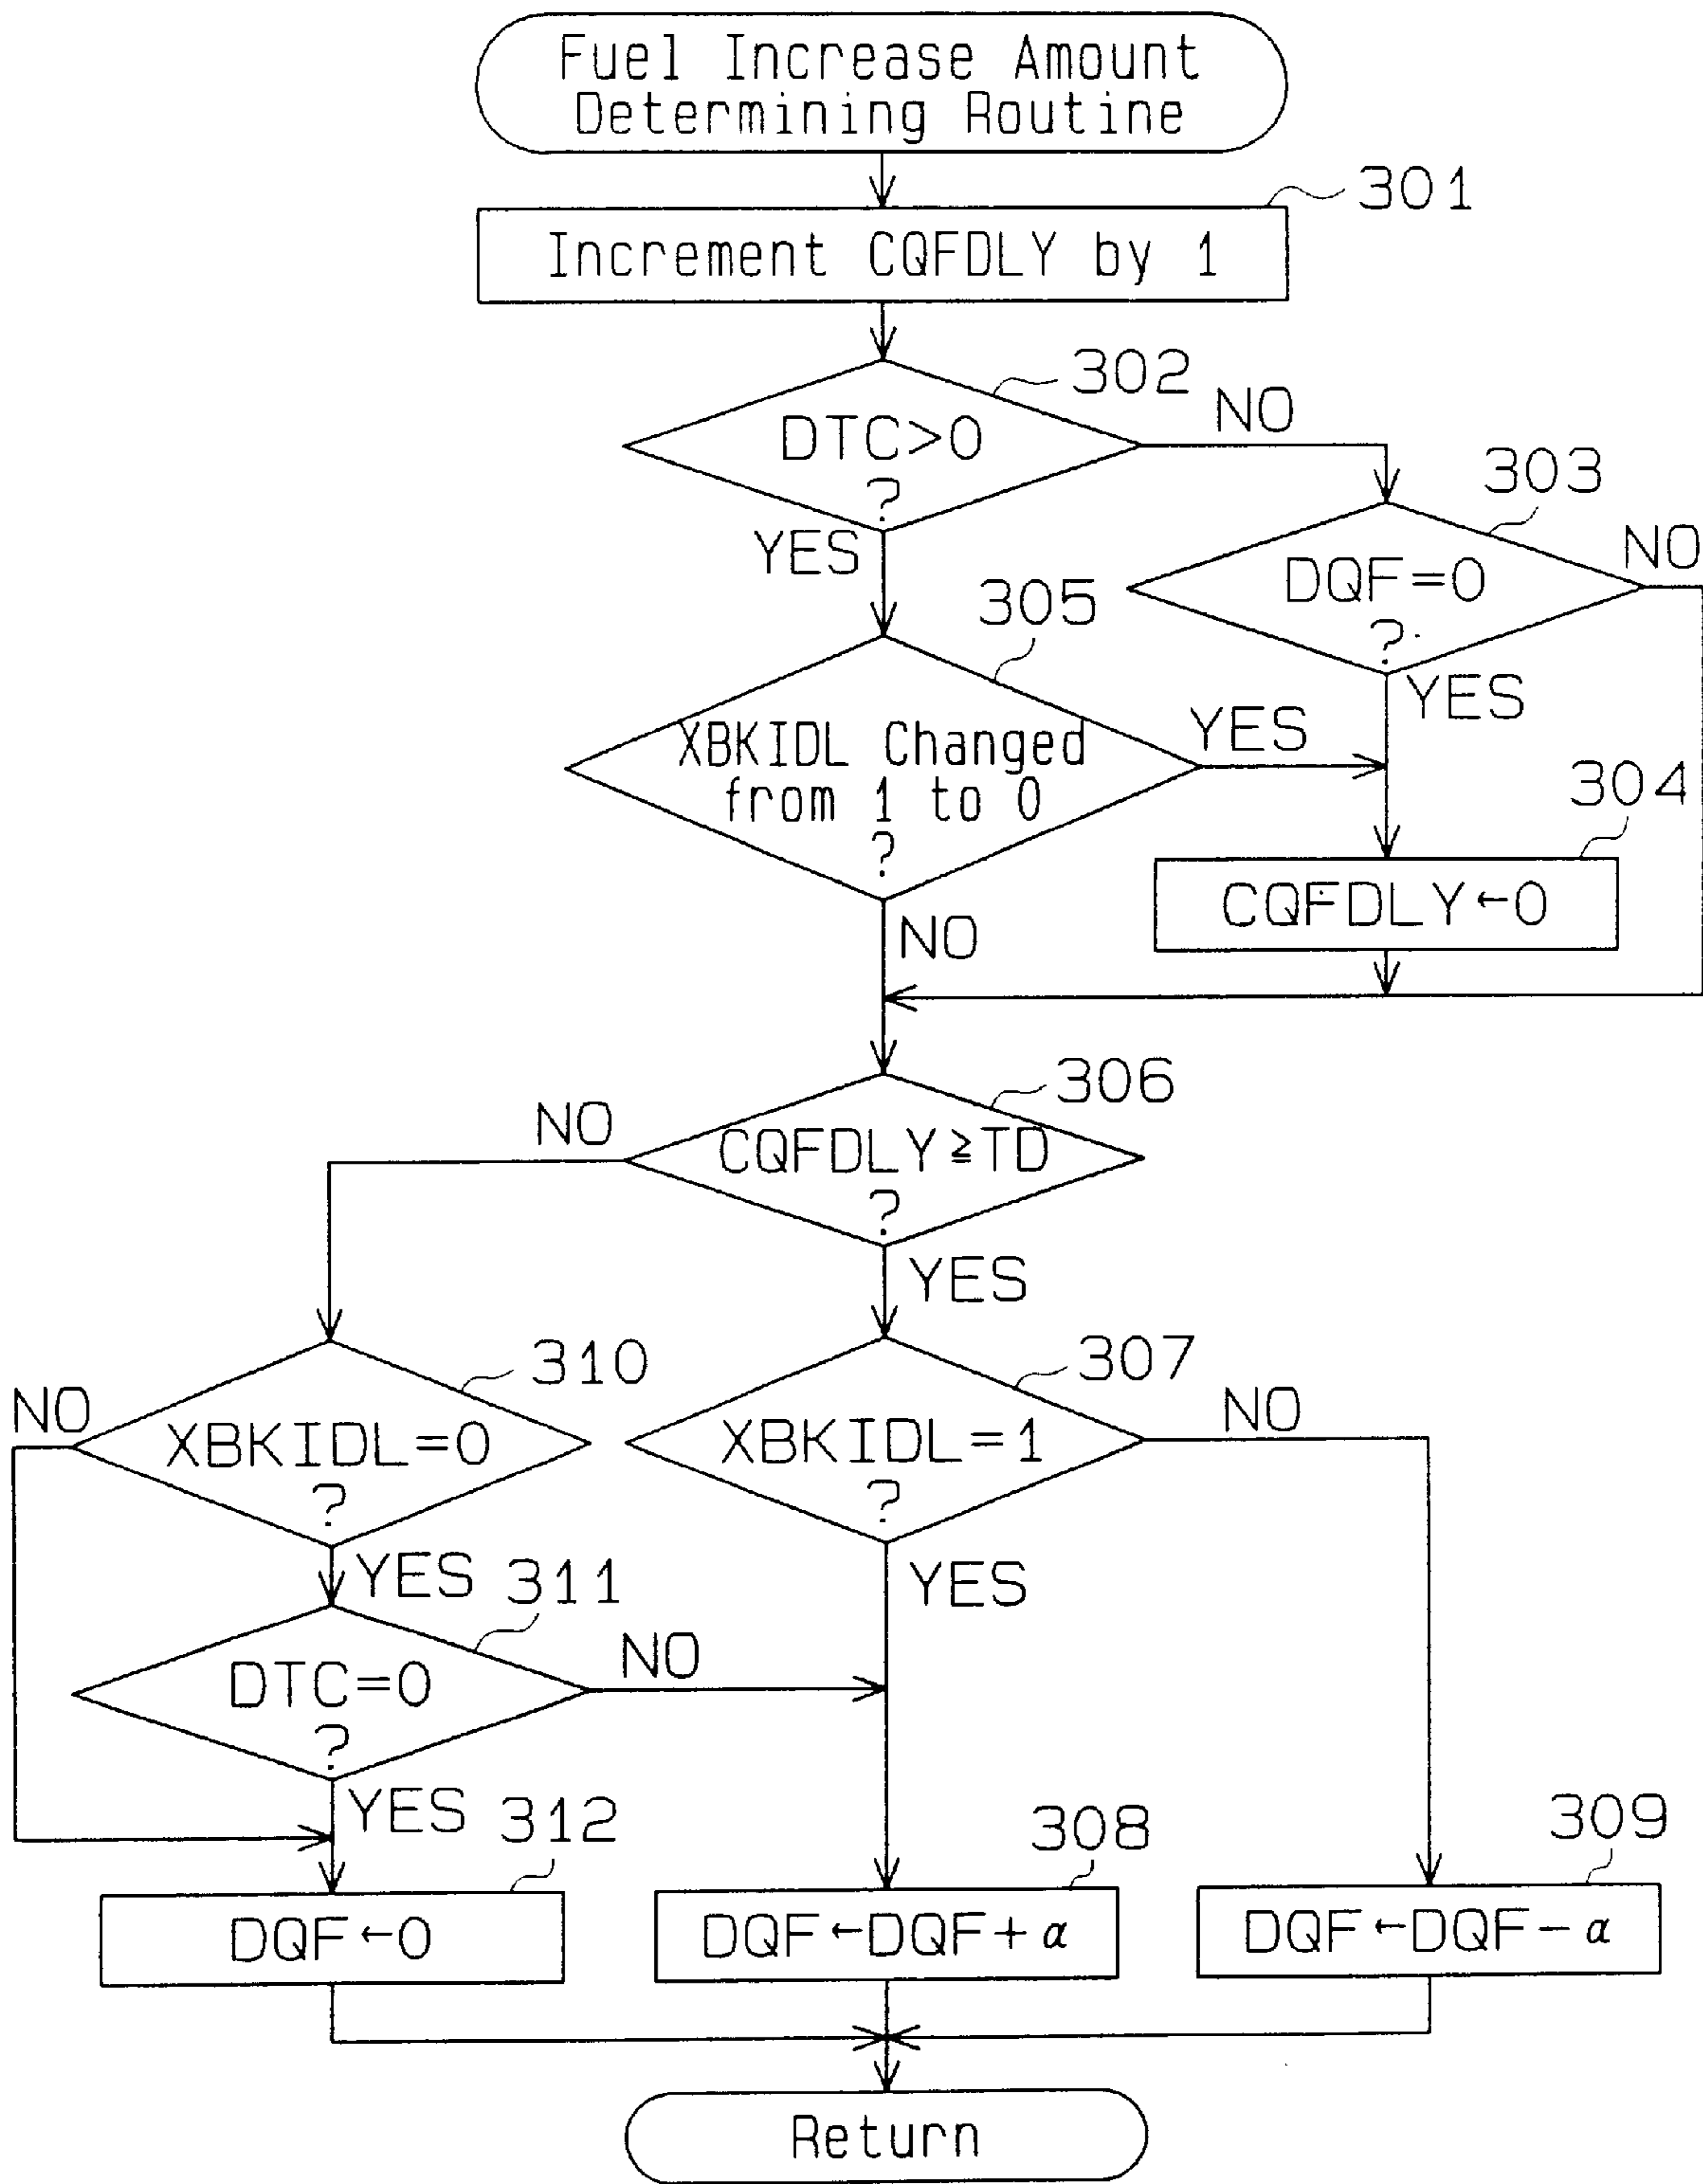 Fuel Increase Amount
Determining Routine
301
Increment CQFDLY by 1
302
DTC>0
?
NO
YES
303
DQF=0
?
NO
YES
305
XBKIDL Changed
from 1 to 0
?
YES
NO
304
CQFDLY←0
306
CQFDLY≧TD
?
NO
YES
310
XBKIDL=0
?
NO
YES
307
XBKIDL=1
?
NO
YES
311
DTC=0
?
NO
YES
312
DQF←0
308
DQF←DQF+α
309
DQF←DQF-α
Return